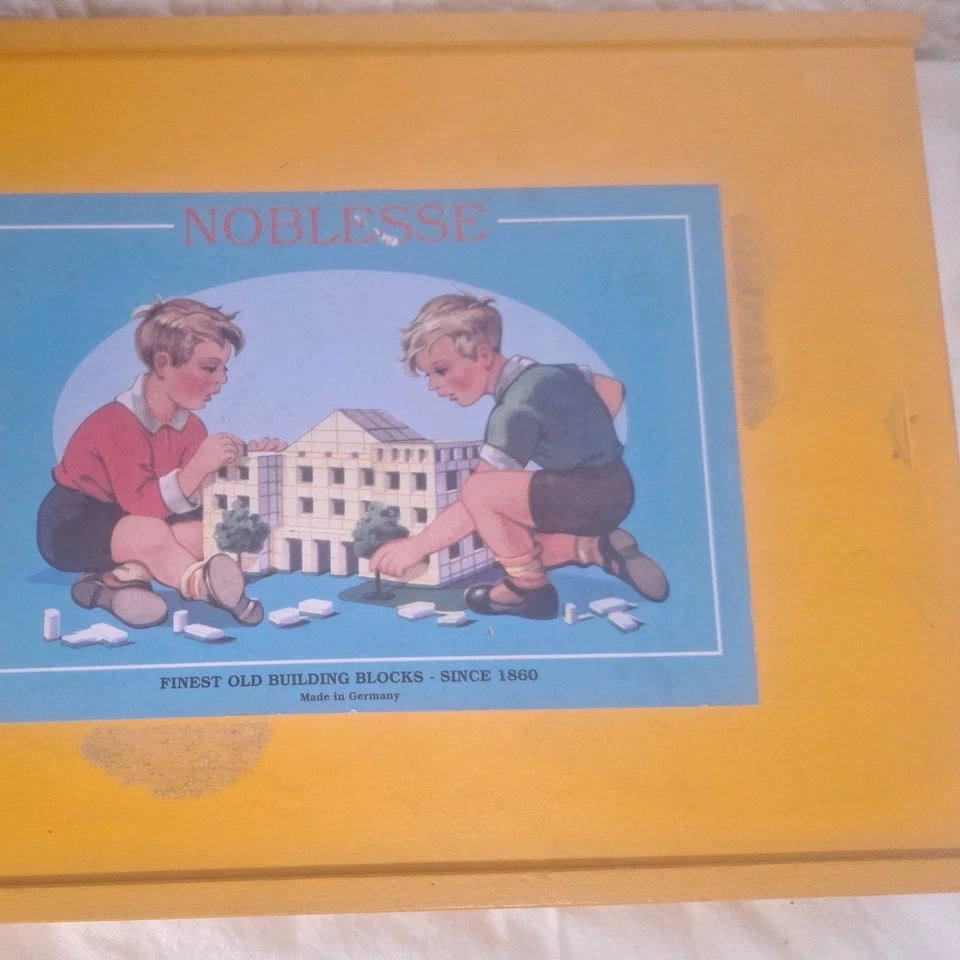 NOBLESSE
FINEST OLD BUILDING BLOCKS - SINCE 1860
Made in Germany